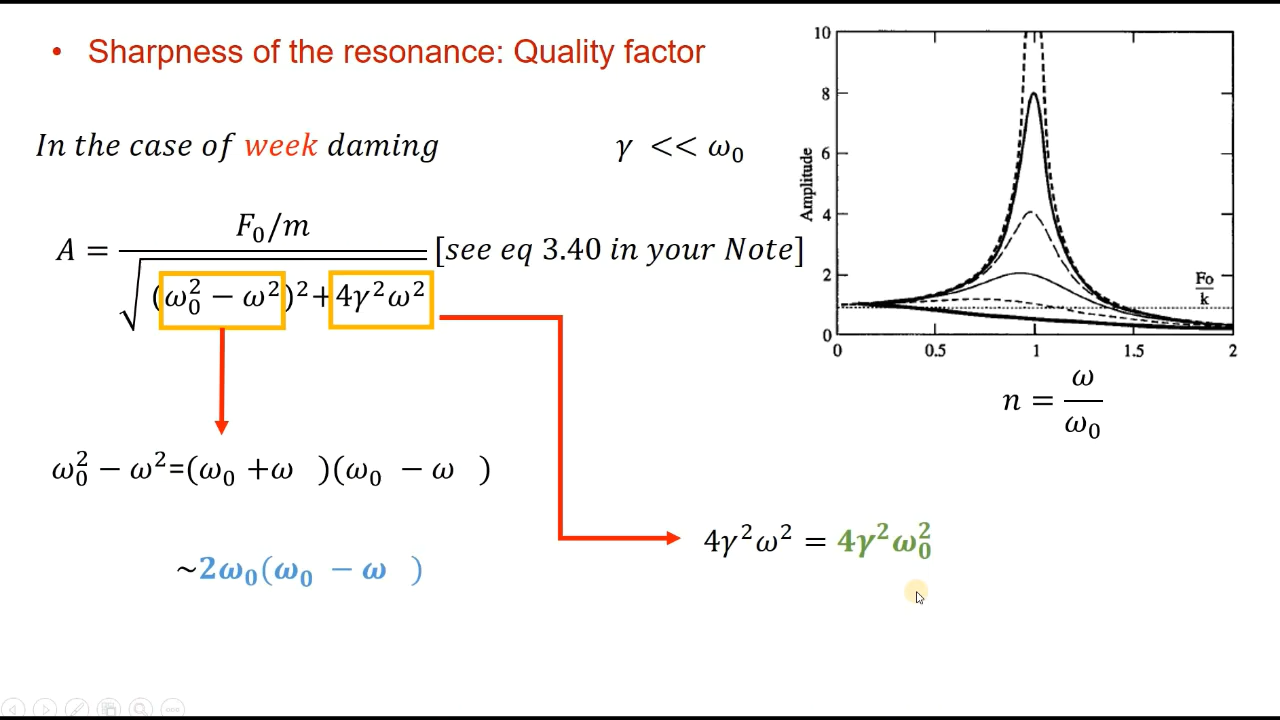 • Sharpness of the resonance: Quality factor
In the case of week daming
γ << ω₀
A = F₀/m / √((ω₀² − ω²)²+4γ²ω²) [see eq 3.40 in your Note]
ω₀² − ω²=(ω₀ +ω )(ω₀ − ω )
~2ω₀(ω₀ − ω )
4γ²ω² = 4γ²ω₀²
Amplitude
10
8
6
4
2
0
Fo/k
0 0.5 1 1.5 2
n = ω/ω₀